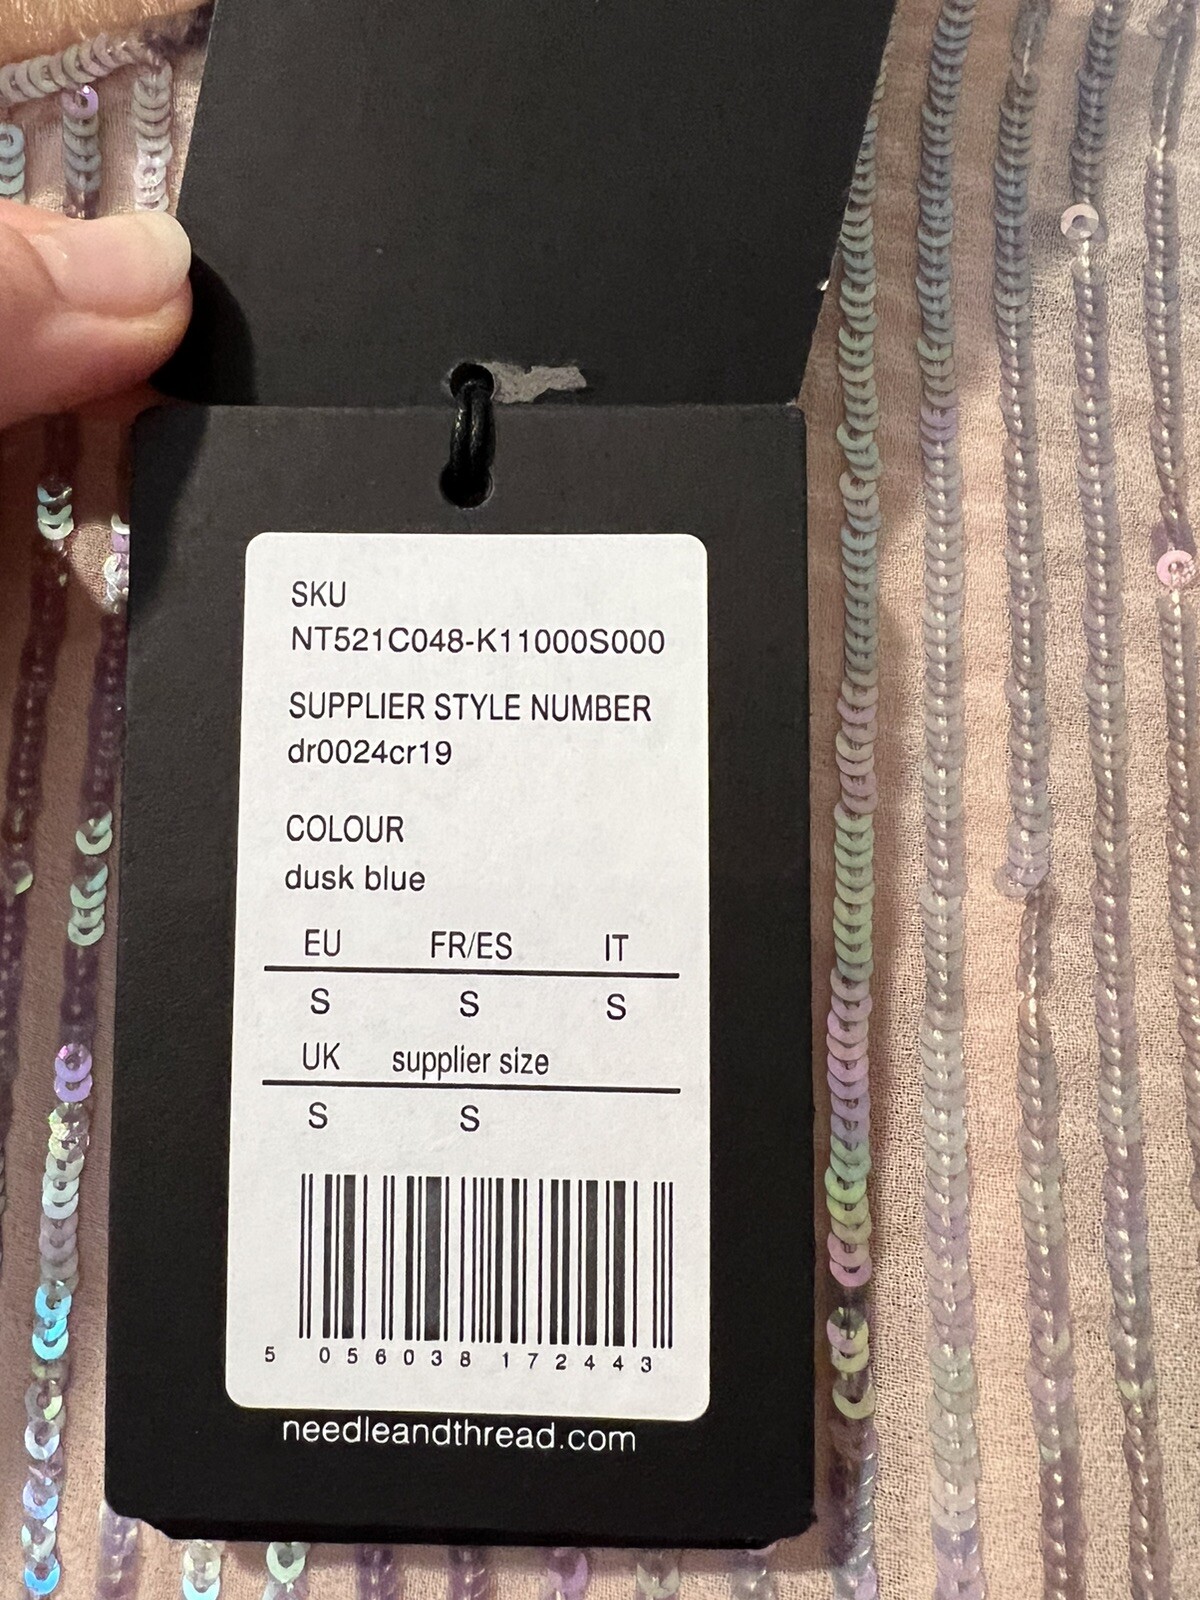 SKU
NT521C048-K11000S000
SUPPLIER STYLE NUMBER
dr0024cr19
COLOUR
dusk blue
EU FR/ES IT
S S S
UK supplier size
S S
5 056038 172443
needleandthread.com